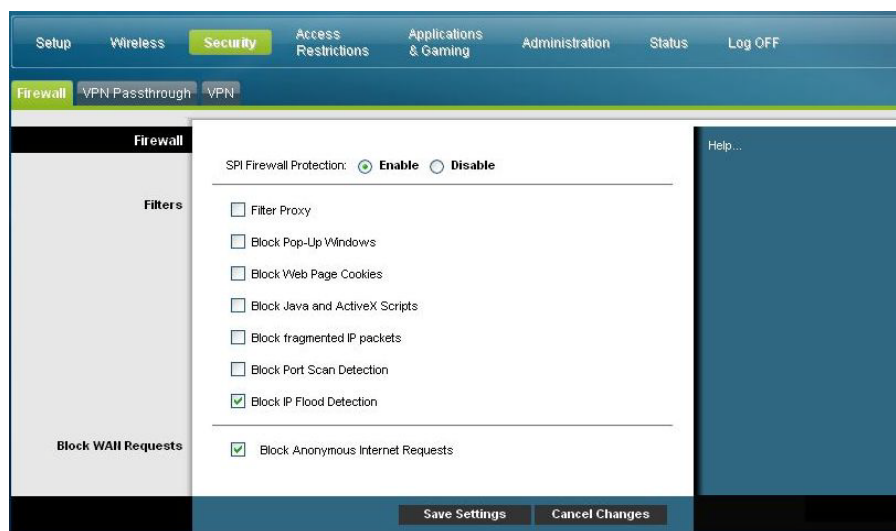 Setup Wireless Security Access Restrictions Applications & Gaming Administration Status Log OFF
Firewall VPN Passthrough VPN
Firewall
Help...
SPI Firewall Protection: Enable Disable
Filters
Filter Proxy
Block Pop-Up Windows
Block Web Page Cookies
Block Java and ActiveX Scripts
Block fragmented IP packets
Block Port Scan Detection
Block IP Flood Detection
Block WAN Requests
Block Anonymous Internet Requests
Save Settings Cancel Changes